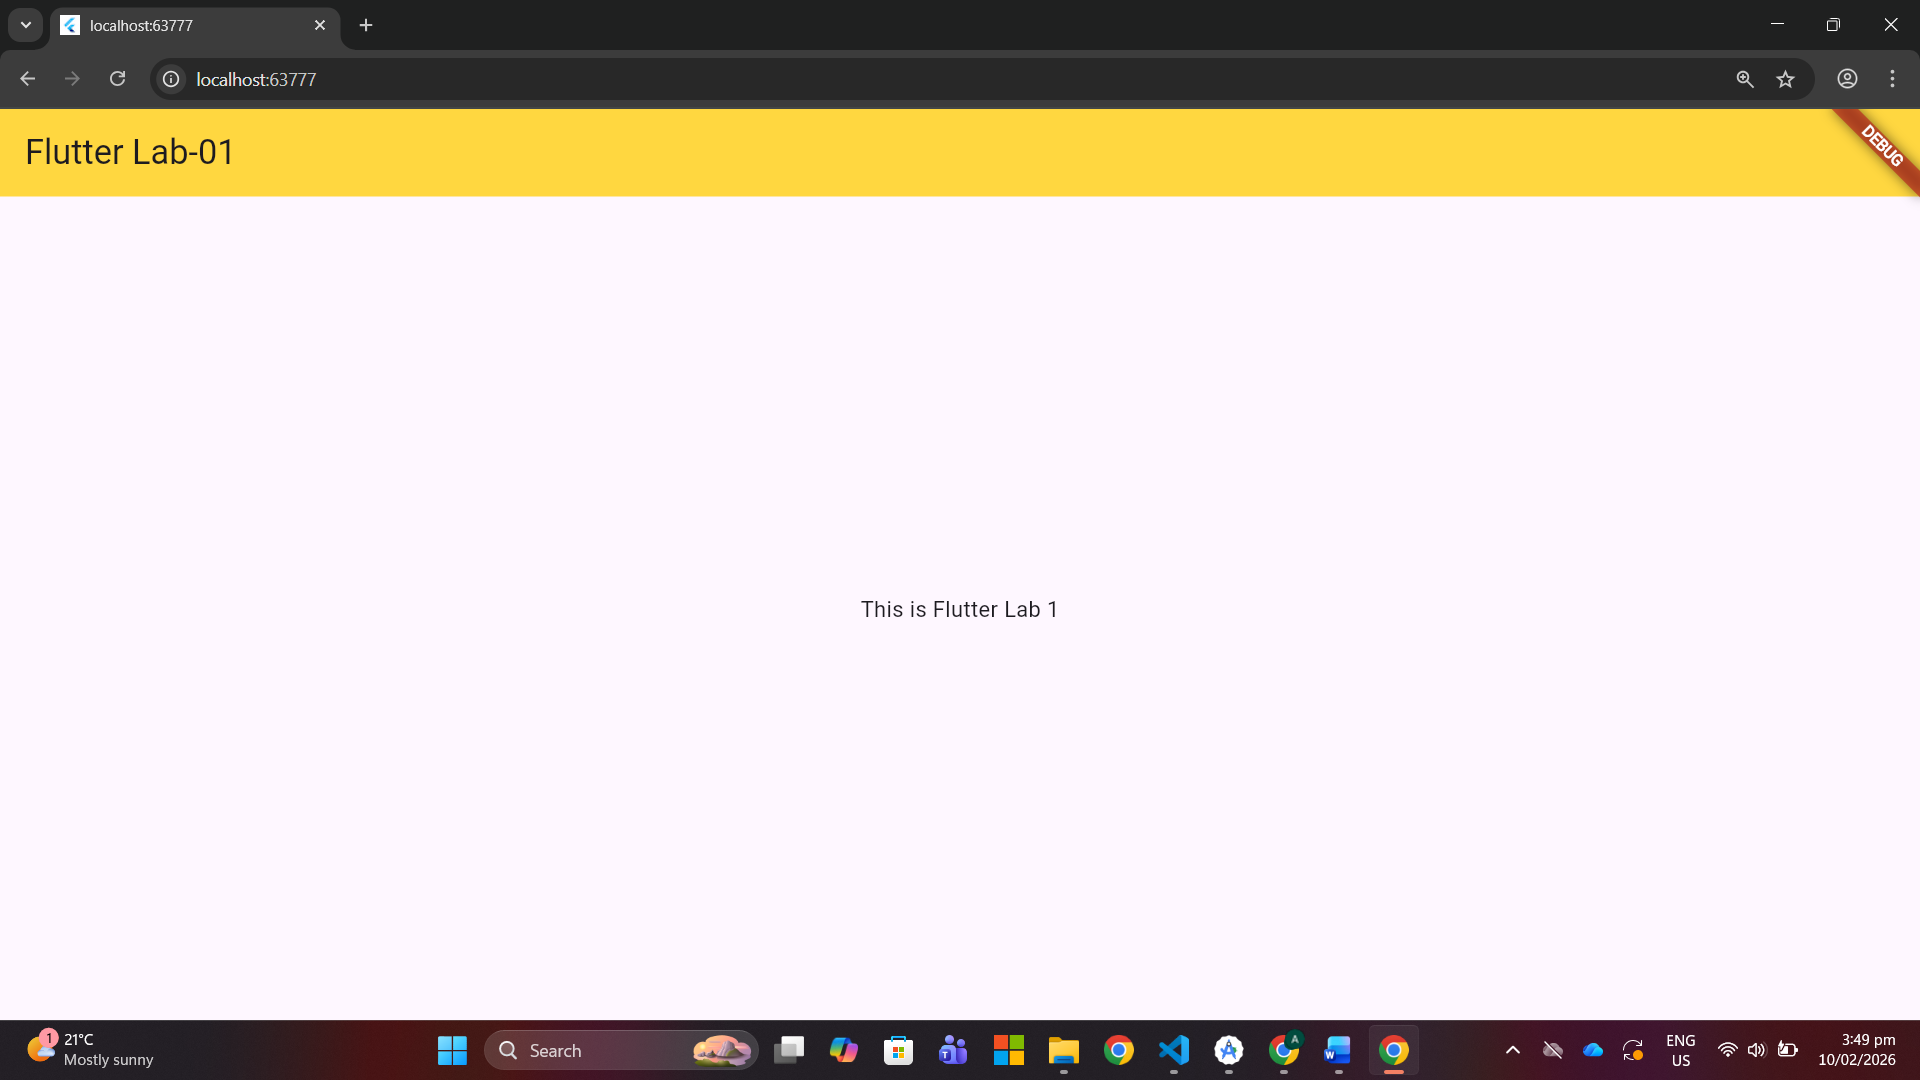 localhost:63777
localhost:63777
Flutter Lab-01
DEBUG
This is Flutter Lab 1
1
21°C
Mostly sunny
Search
T
A
W
ENG
US
3:49 pm
10/02/2026